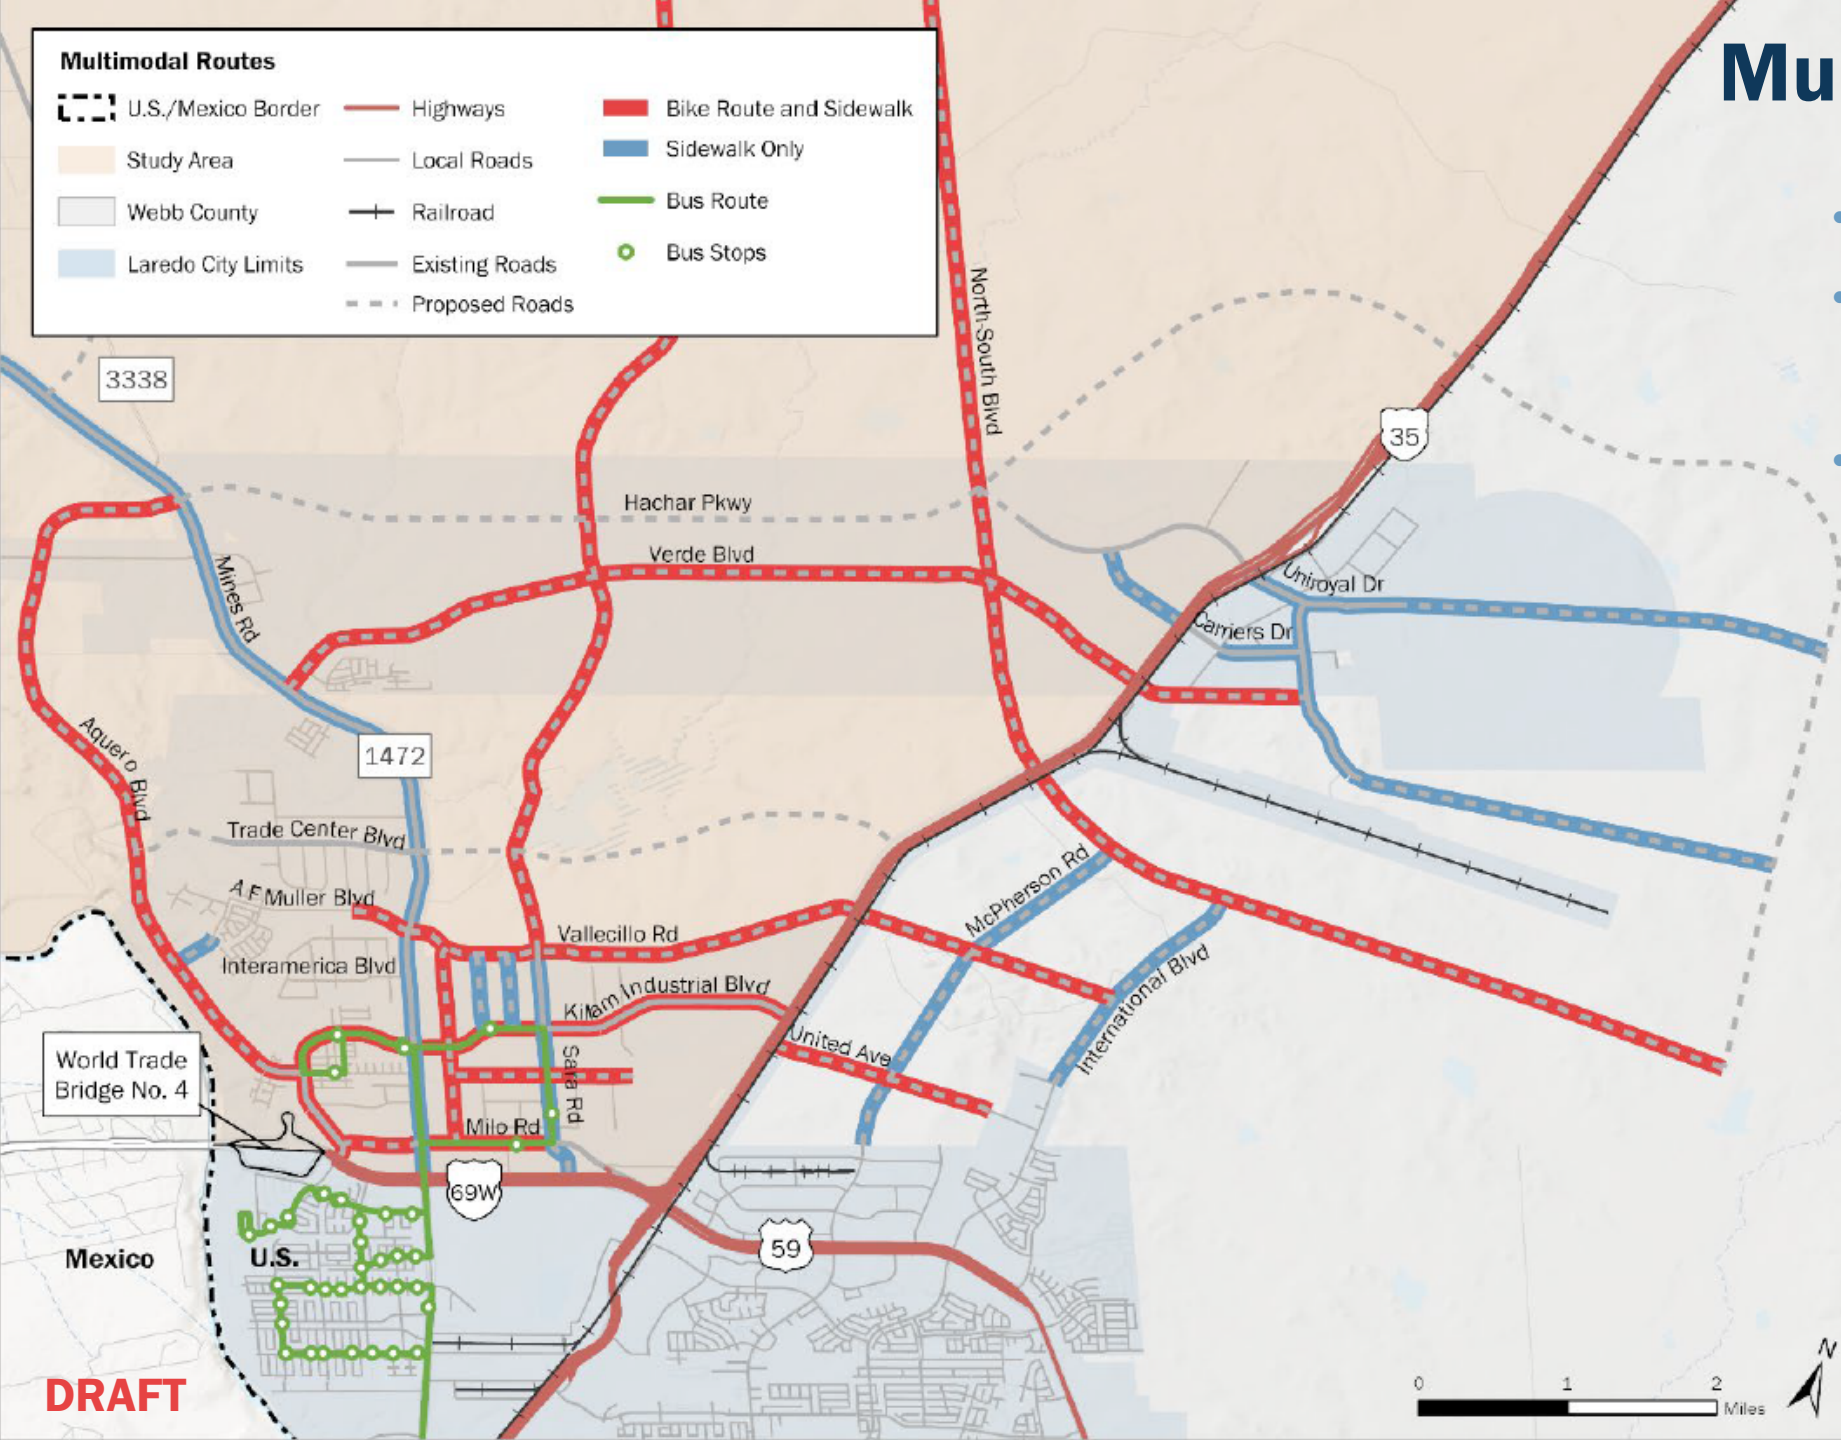 Mu
Multimodal Routes
U.S./Mexico Border
Study Area
Webb County
Laredo City Limits
Highways
Local Roads
Railroad
Existing Roads
Proposed Roads
Bike Route and Sidewalk
Sidewalk Only
Bus Route
Bus Stops
3338
North-South Blvd
35
Hachar Pkwy
Verde Blvd
Uniroyal Dr
Mines Rd
Carriers Dr
Aquero Blvd
1472
Trade Center Blvd
A F Muller Blvd
McPherson Rd
Vallecillo Rd
Interamerica Blvd
International Blvd
Killam Industrial Blvd
United Ave
World Trade
Bridge No. 4
Sara Rd
Milo Rd
69W
59
Mexico
U.S.
DRAFT
0 1 2
Miles
N